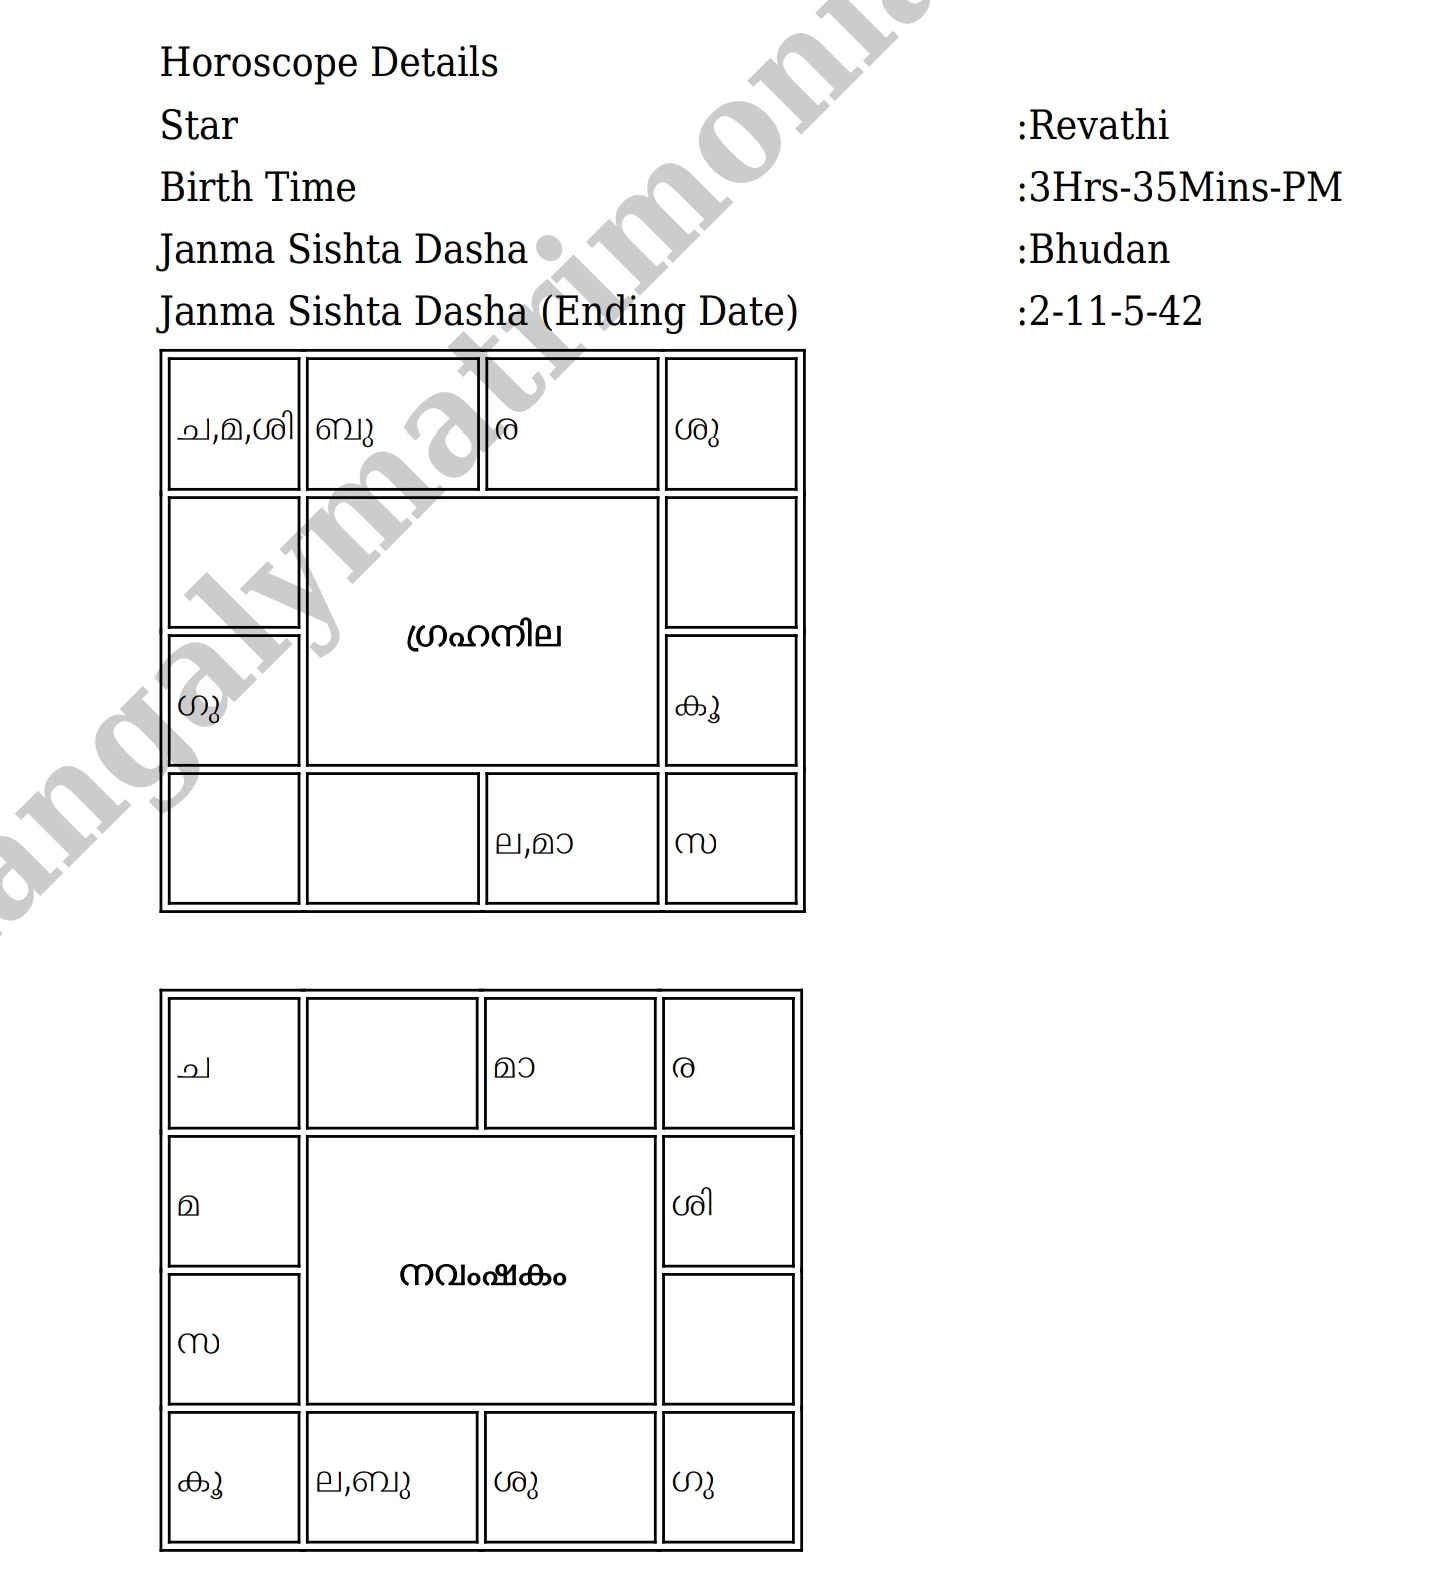 Horoscope Details
Star :Revathi
Birth Time :3Hrs-35Mins-PM
Janma Sishta Dasha :Bhudan
Janma Sishta Dasha (Ending Date) :2-11-5-42
ച,മ,ശി ബു ര ശു
ഗ്രഹനില
ഗു കൂ
ല,മാ സ
ച മാ ര
മ ശി
നവംഷകം
സ
കൂ ല,ബു ശു ഗു